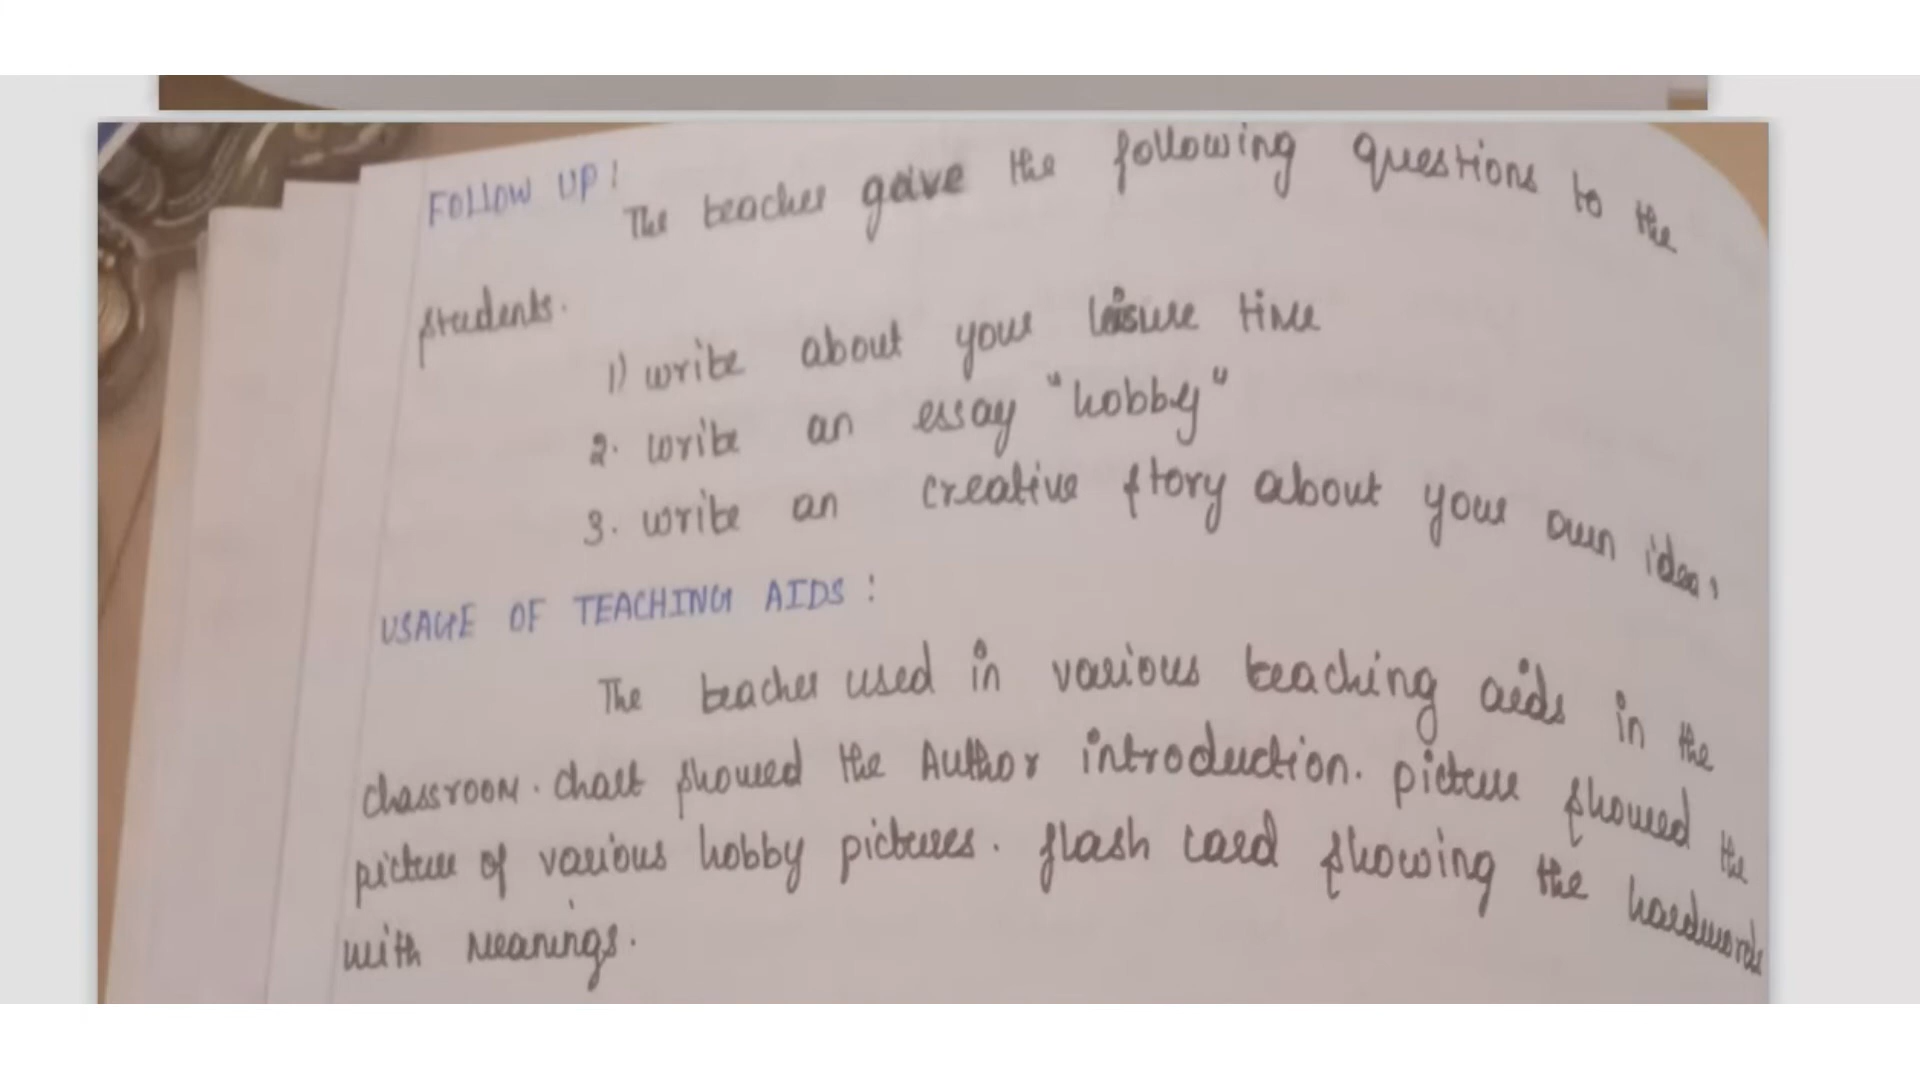 FOLLOW UP:
The teacher gave the following questions to the
students.
1) write about your leisure time
2. write an essay "hobby"
3. write an creative story about your own idea.
USAGE OF TEACHING AIDS :
The teacher used in various teaching aids in the
classroom. chart showed the Author introduction. picture showed the
picture of various hobby pictures. flash card showing the hardwords
with meanings.